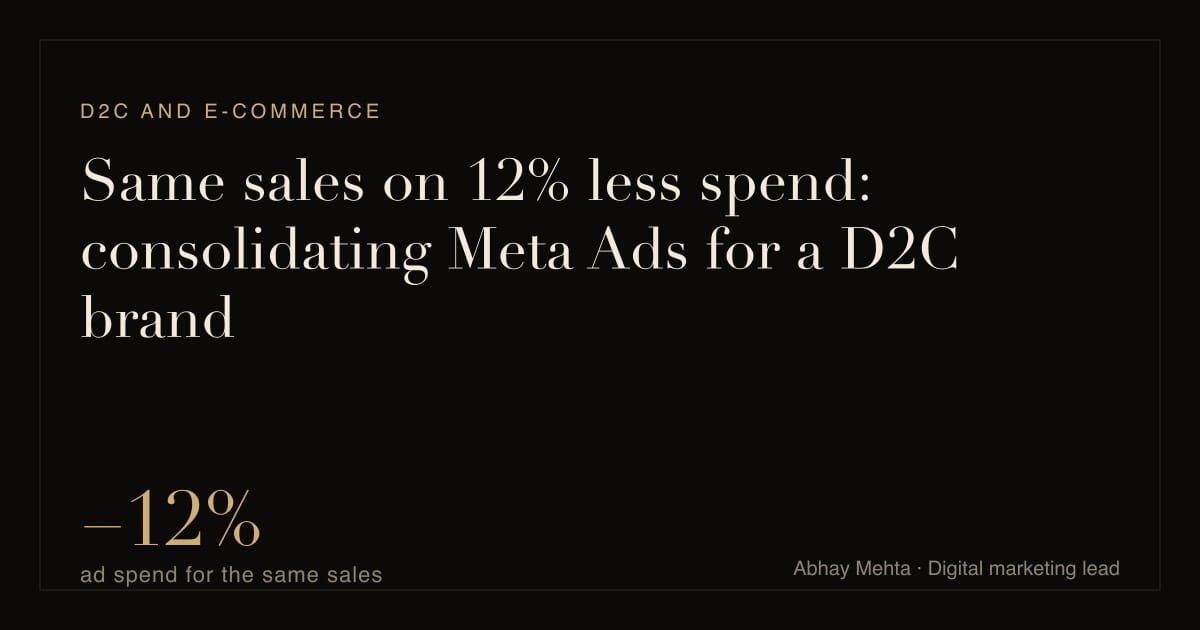 D2C AND E-COMMERCE
Same sales on 12% less spend:
consolidating Meta Ads for a D2C
brand
–12%
ad spend for the same sales
Abhay Mehta · Digital marketing lead